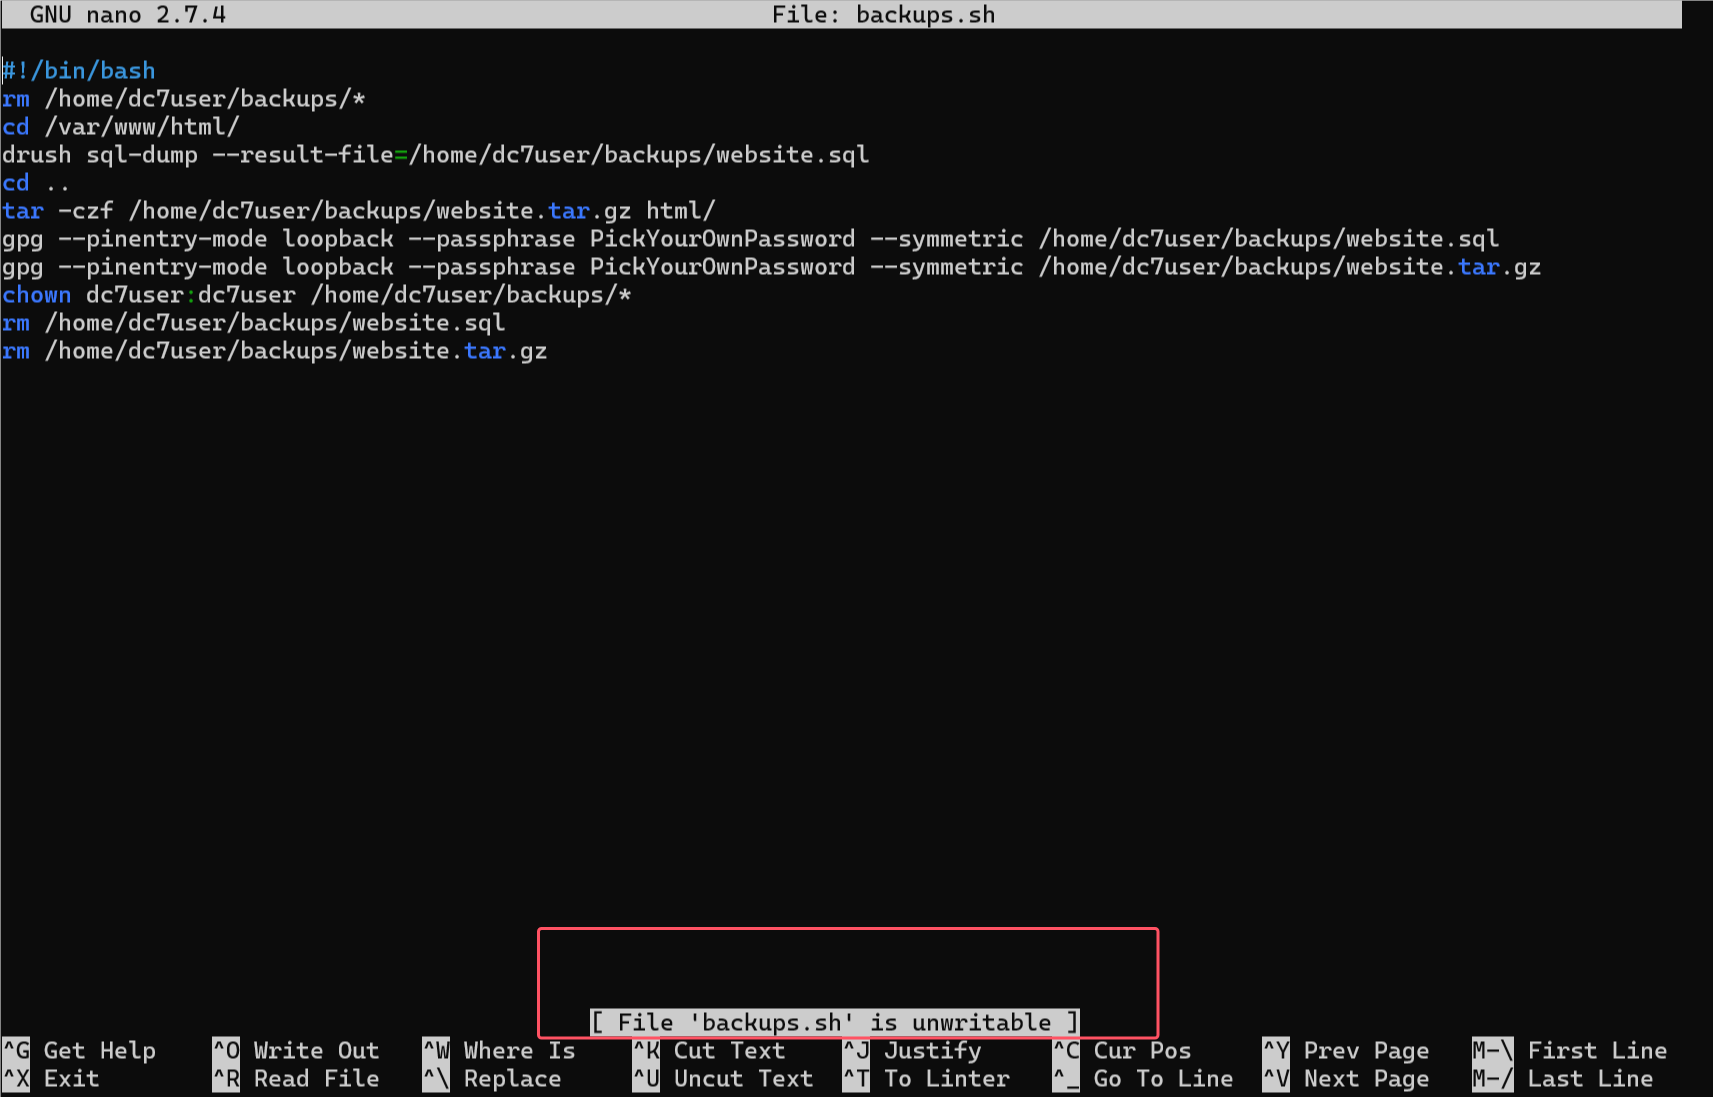 GNU nano 2.7.4 File: backups.sh
#!/bin/bash
rm /home/dc7user/backups/*
cd /var/www/html/
drush sql-dump --result-file=/home/dc7user/backups/website.sql
cd ..
tar -czf /home/dc7user/backups/website.tar.gz html/
gpg --pinentry-mode loopback --passphrase PickYourOwnPassword --symmetric /home/dc7user/backups/website.sql
gpg --pinentry-mode loopback --passphrase PickYourOwnPassword --symmetric /home/dc7user/backups/website.tar.gz
chown dc7user:dc7user /home/dc7user/backups/*
rm /home/dc7user/backups/website.sql
rm /home/dc7user/backups/website.tar.gz
[ File 'backups.sh' is unwritable ]
^G Get Help ^O Write Out ^W Where Is ^K Cut Text ^J Justify ^C Cur Pos ^Y Prev Page M-\ First Line
^X Exit ^R Read File ^\ Replace ^U Uncut Text ^T To Linter ^_ Go To Line ^V Next Page M-/ Last Line